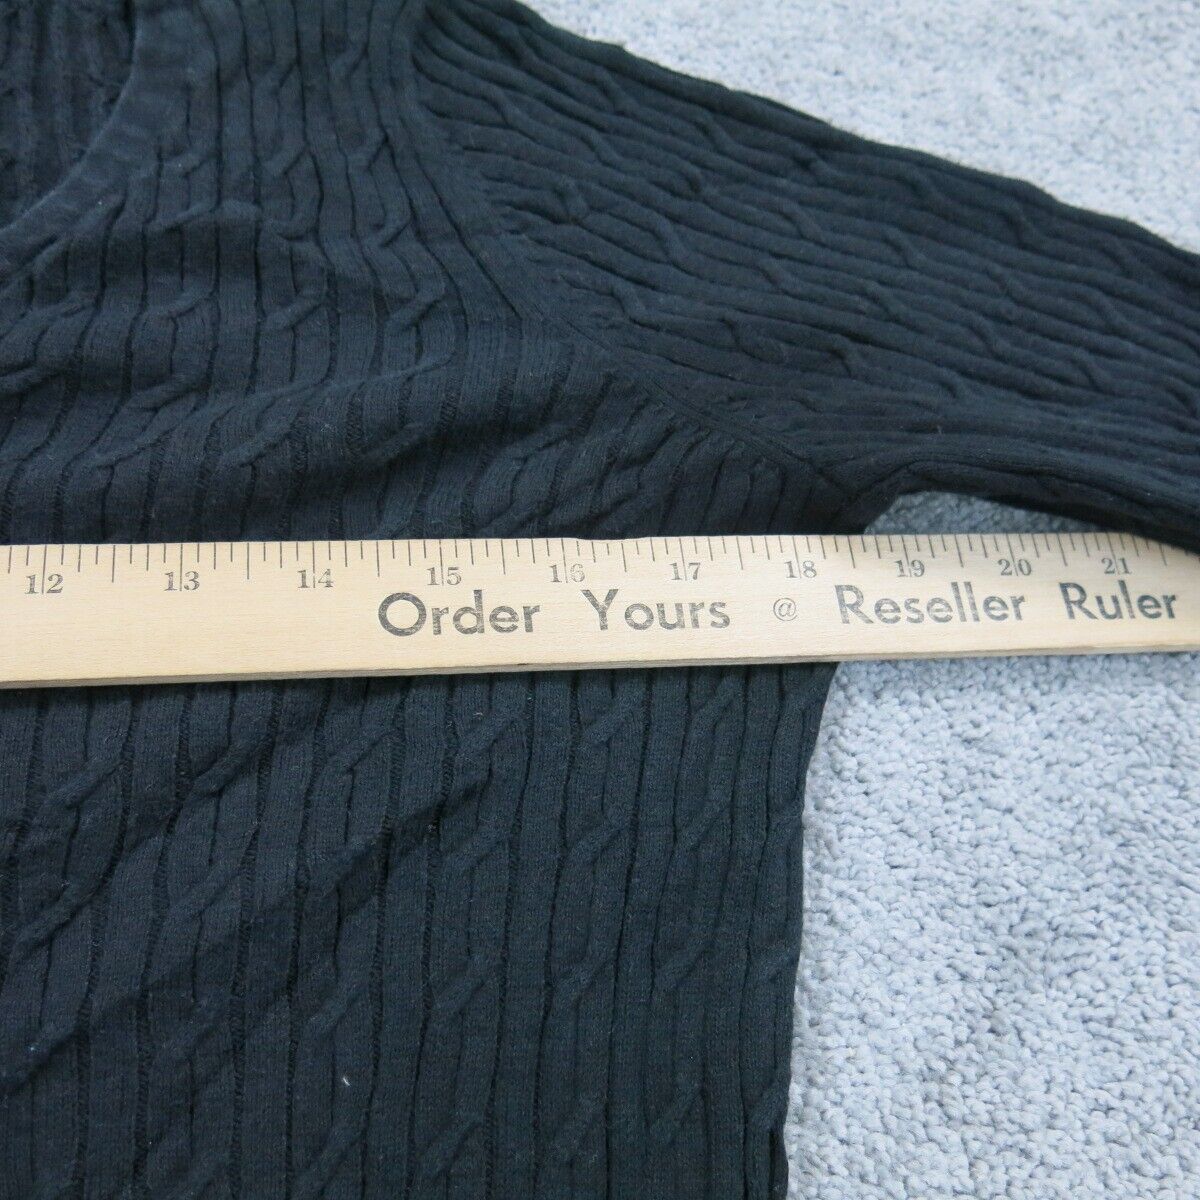 12 13 14 15 16 17 18 19 20 21
Order Yours @ Reseller Ruler